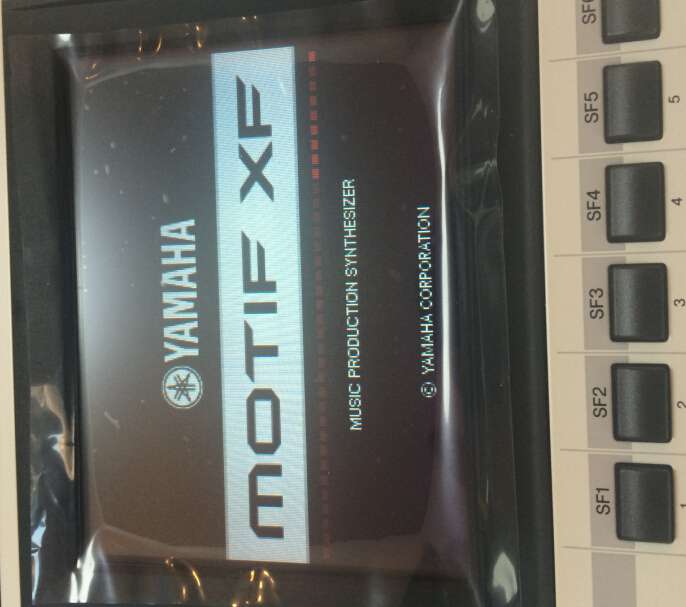 YAMAHA
MOTIF XF
MUSIC PRODUCTION SYNTHESIZER
© YAMAHA CORPORATION
SF1 SF2 SF3 SF4 SF5
1 2 3 4 5